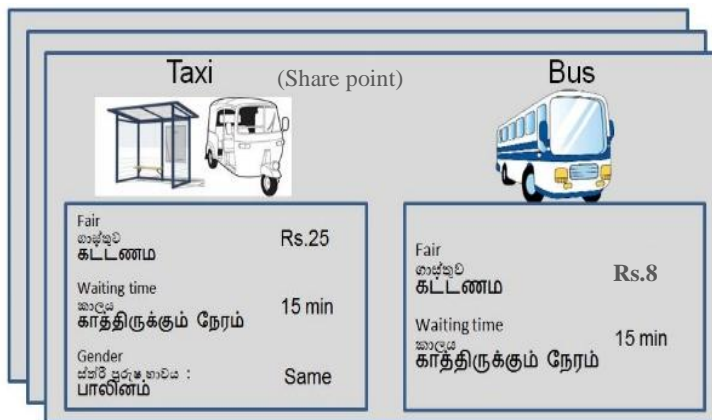 Taxi (Share point) Bus
Fair
ගාස්තුව
கட்டணம
Rs.25
Waiting time
කාලය
காத்திருக்கும் நேரம்
15 min
Gender
ස්ත්රී පුරුෂ භාවය :
பாலினம்
Same
Fair
ගාස්තුව
கட்டணம
Rs.8
Waiting time
කාලය
காத்திருக்கும் நேரம்
15 min